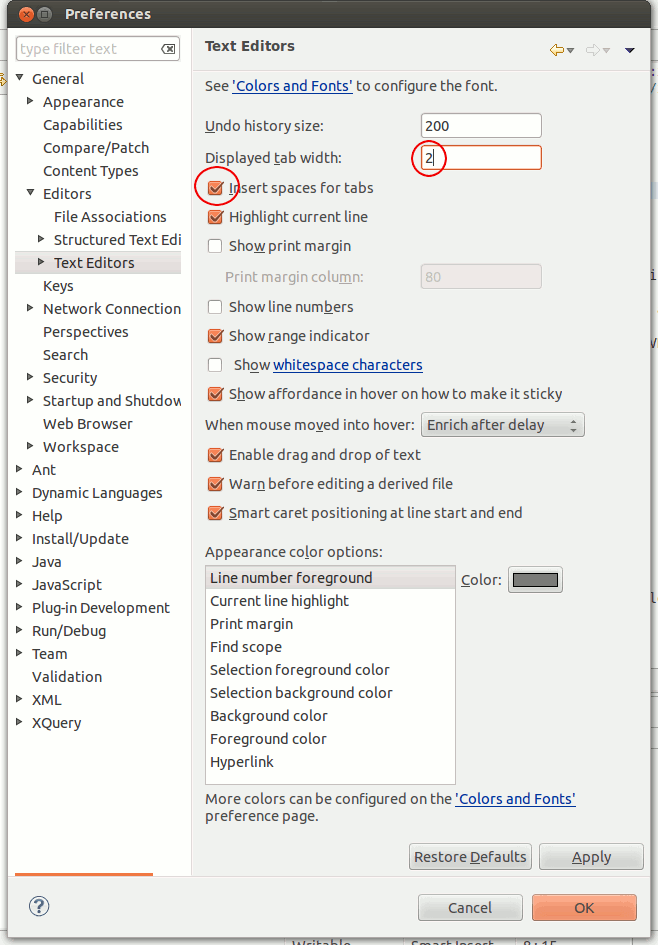 Preferences
type filter text
General
Appearance
Capabilities
Compare/Patch
Content Types
Editors
File Associations
Structured Text Edi
Text Editors
Keys
Network Connection
Perspectives
Search
Security
Startup and Shutdow
Web Browser
Workspace
Ant
Dynamic Languages
Help
Install/Update
Java
JavaScript
Plug-in Development
Run/Debug
Team
Validation
XML
XQuery
Text Editors
See 'Colors and Fonts' to configure the font.
Undo history size: 200
Displayed tab width: 2
Insert spaces for tabs
Highlight current line
Show print margin
Print margin column: 80
Show line numbers
Show range indicator
Show whitespace characters
Show affordance in hover on how to make it sticky
When mouse moved into hover: Enrich after delay
Enable drag and drop of text
Warn before editing a derived file
Smart caret positioning at line start and end
Appearance color options:
Line number foreground
Current line highlight
Print margin
Find scope
Selection foreground color
Selection background color
Background color
Foreground color
Hyperlink
Color:
More colors can be configured on the 'Colors and Fonts'
preference page.
Restore Defaults Apply
? Cancel OK
Writable Smart Insert 8:15